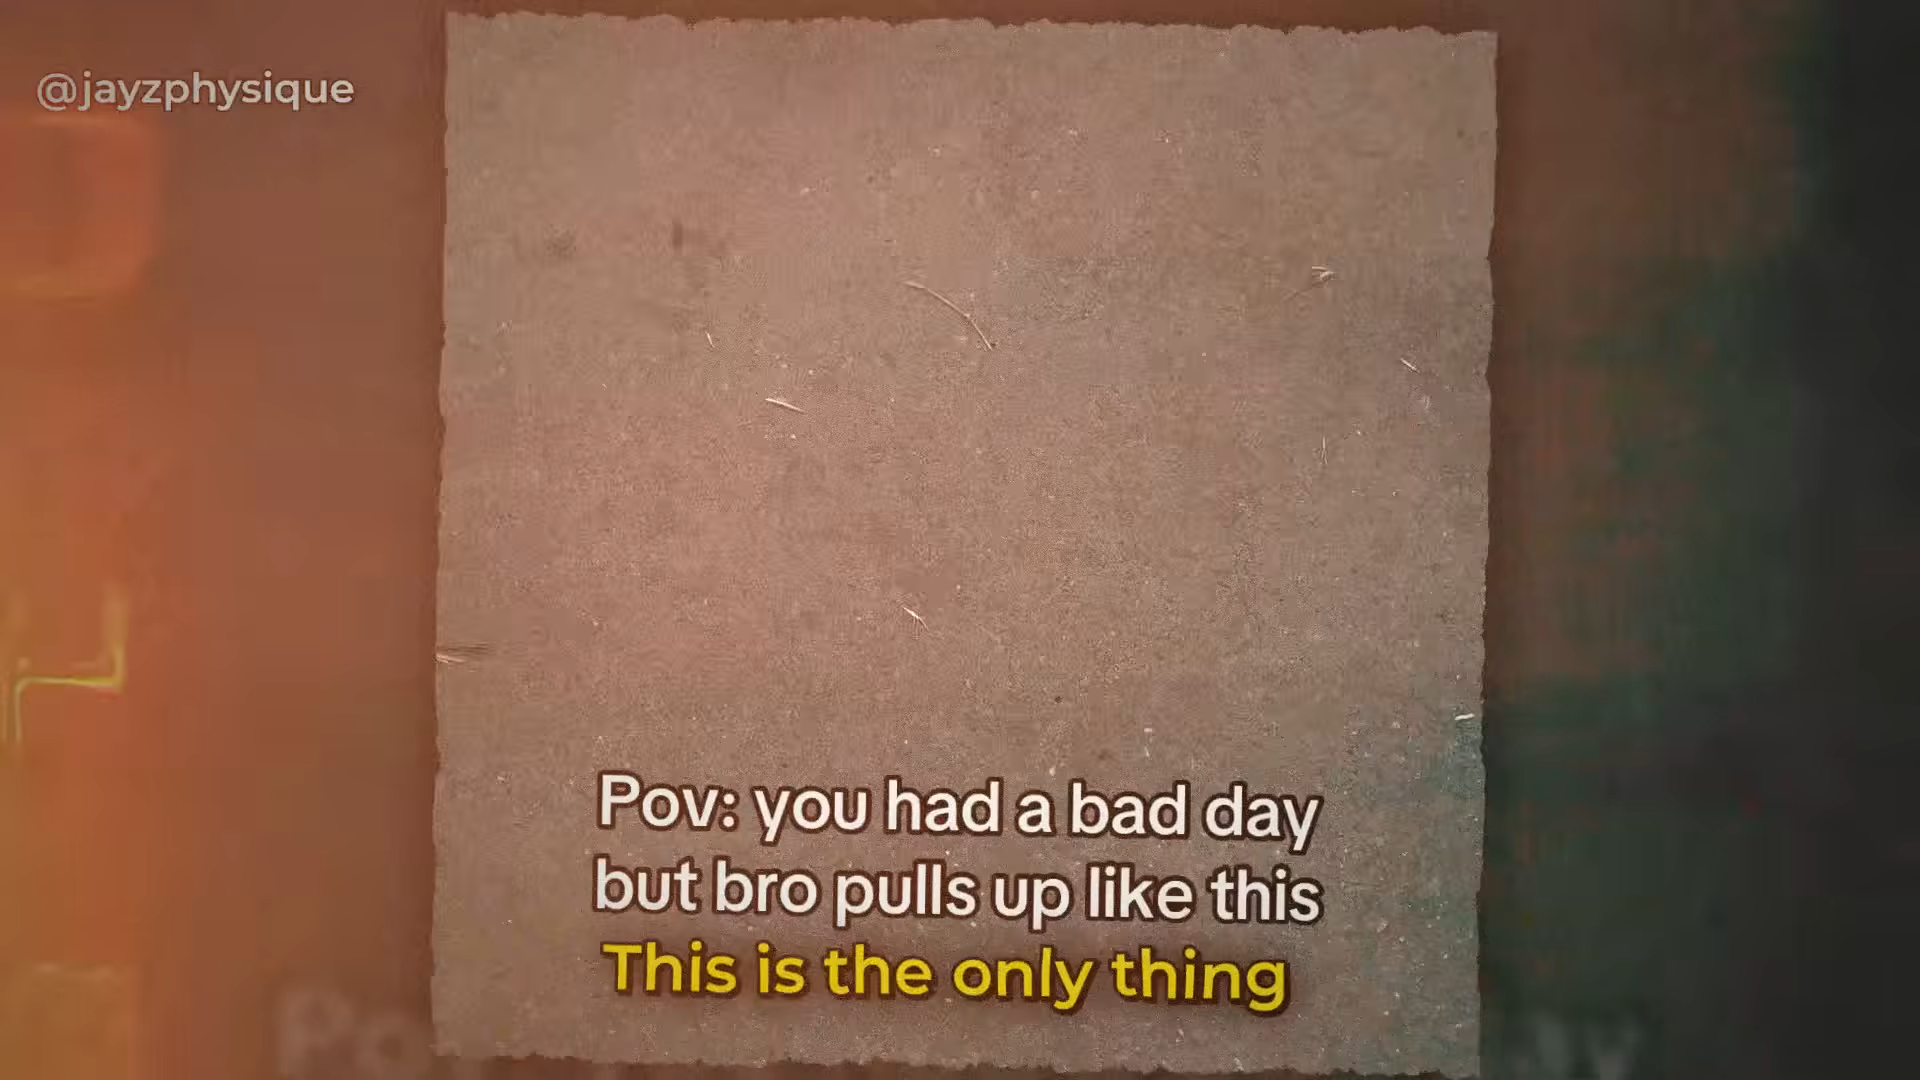 @jayzphysique
Pov: you had a bad day
but bro pulls up like this
This is the only thing